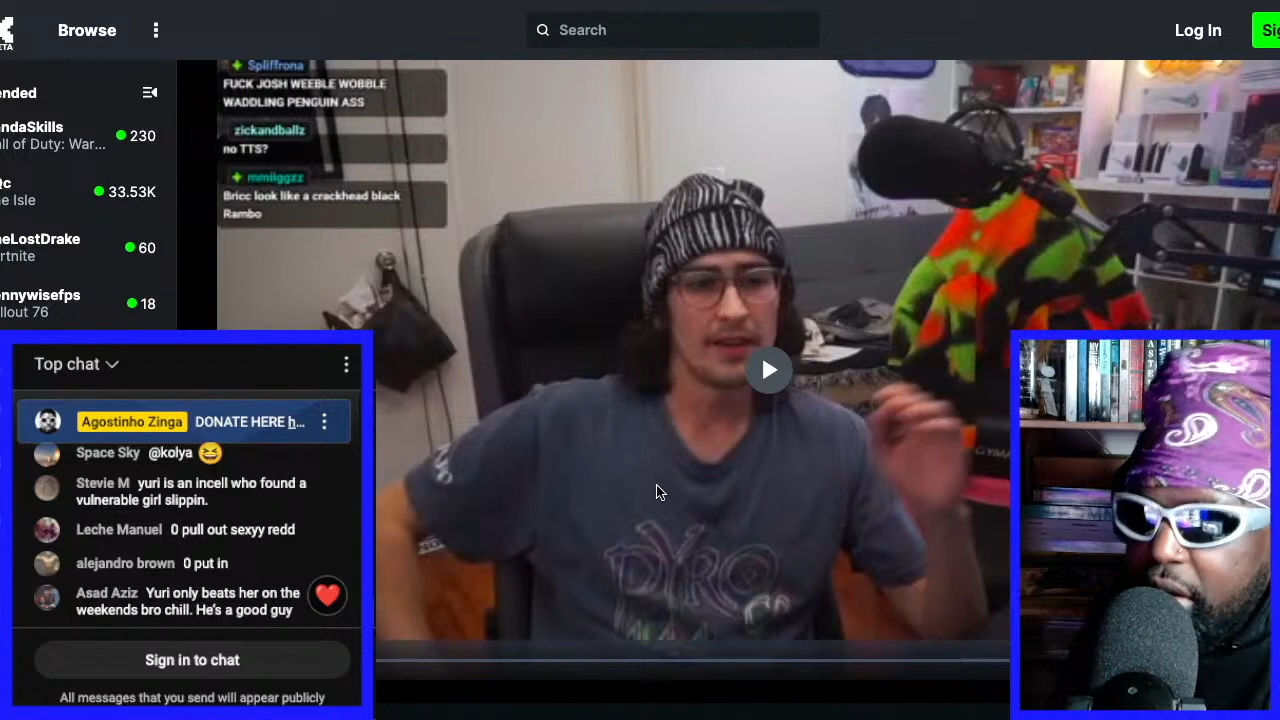 Browse
Search
Log In
ETA
ended
ndaSkills
230
all of Duty: War...
Qc
33.53K
ne Isle
eLostDrake
60
rtnite
nnywisefps
18
llout 76
Spliffrona
FUCK JOSH WEEBLE WOBBLE
WADDLING PENGUIN ASS
zickandballz
no TTS?
mmiiggzz
Bricc look like a crackhead black
Rambo
Top chat
Agostinho Zinga DONATE HERE h...
Space Sky @kolya
Stevie M yuri is an incell who found a
vulnerable girl slippin.
Leche Manuel 0 pull out sexyy redd
alejandro brown 0 put in
Asad Aziz Yuri only beats her on the
weekends bro chill. He's a good guy
Sign in to chat
All messages that you send will appear publicly